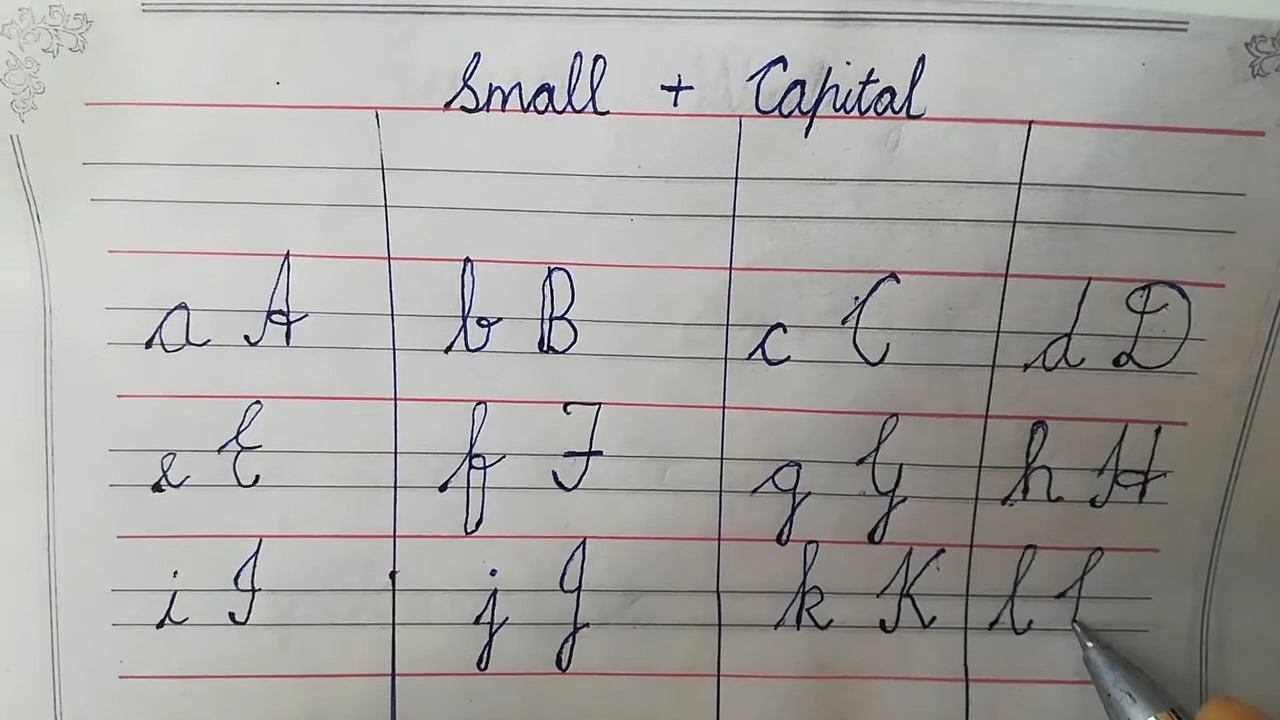 Small + Capital
a A b B c C d D
e E f F g G h H
i I j J k K l L